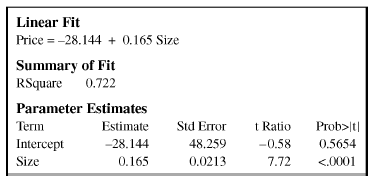 Linear Fit
Price = –28.144 + 0.165 Size
Summary of Fit
RSquare 0.722
Parameter Estimates
Term Estimate Std Error t Ratio Prob>|t|
Intercept –28.144 48.259 –0.58 0.5654
Size 0.165 0.0213 7.72 <.0001